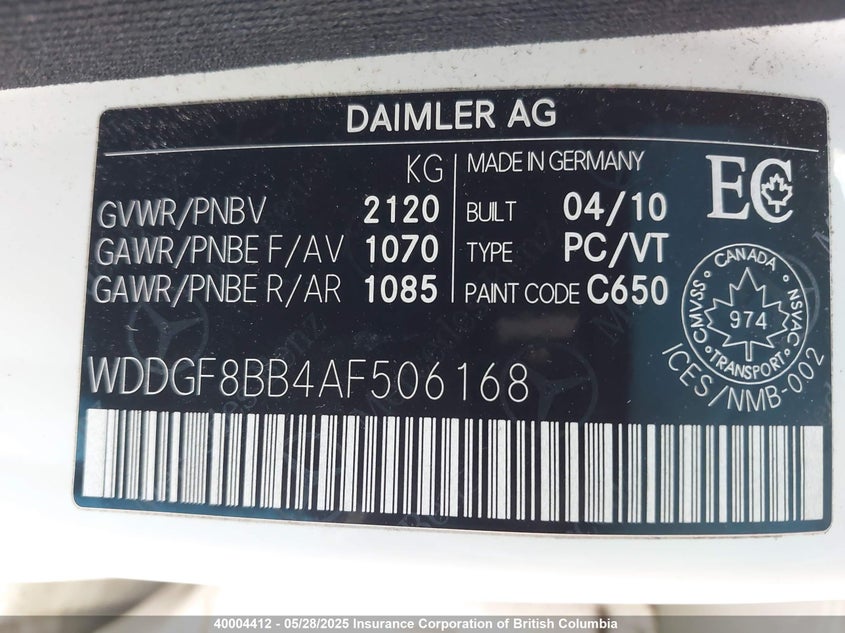 DAIMLER AG
KG
GVWR/PNBV 2120
GAWR/PNBE F/AV 1070
GAWR/PNBE R/AR 1085
MADE IN GERMANY
BUILT 04/10
TYPE PC/VT
PAINT CODE C650
EC
CANADA
CMVSS 974 NSVAC
TRANSPORT
ICES/NMB-002
WDDGF8BB4AF506168
Mercedes-Benz
40004412 - 05/28/2025 Insurance Corporation of British Columbia